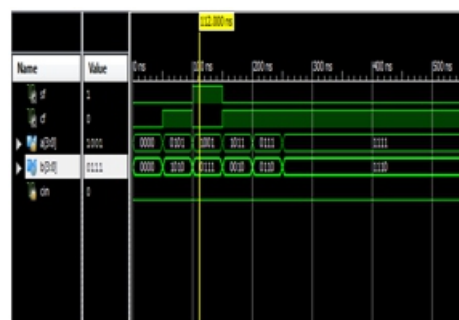 112.000 ns
Name Value 0 ns 100 ns 200 ns 300 ns 400 ns 500 ns
sf 1
cf 0
a[3:0] 1001 0000 0101 1001 1011 0111 1111
b[3:0] 0111 0000 1010 0111 0010 0110 1110
cin 0